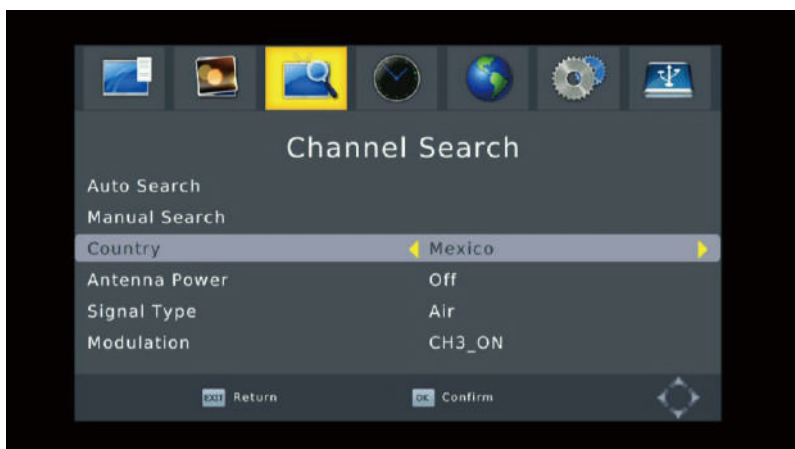 Channel Search
Auto Search
Manual Search
Country Mexico
Antenna Power Off
Signal Type Air
Modulation CH3_ON
EXIT Return OK Confirm